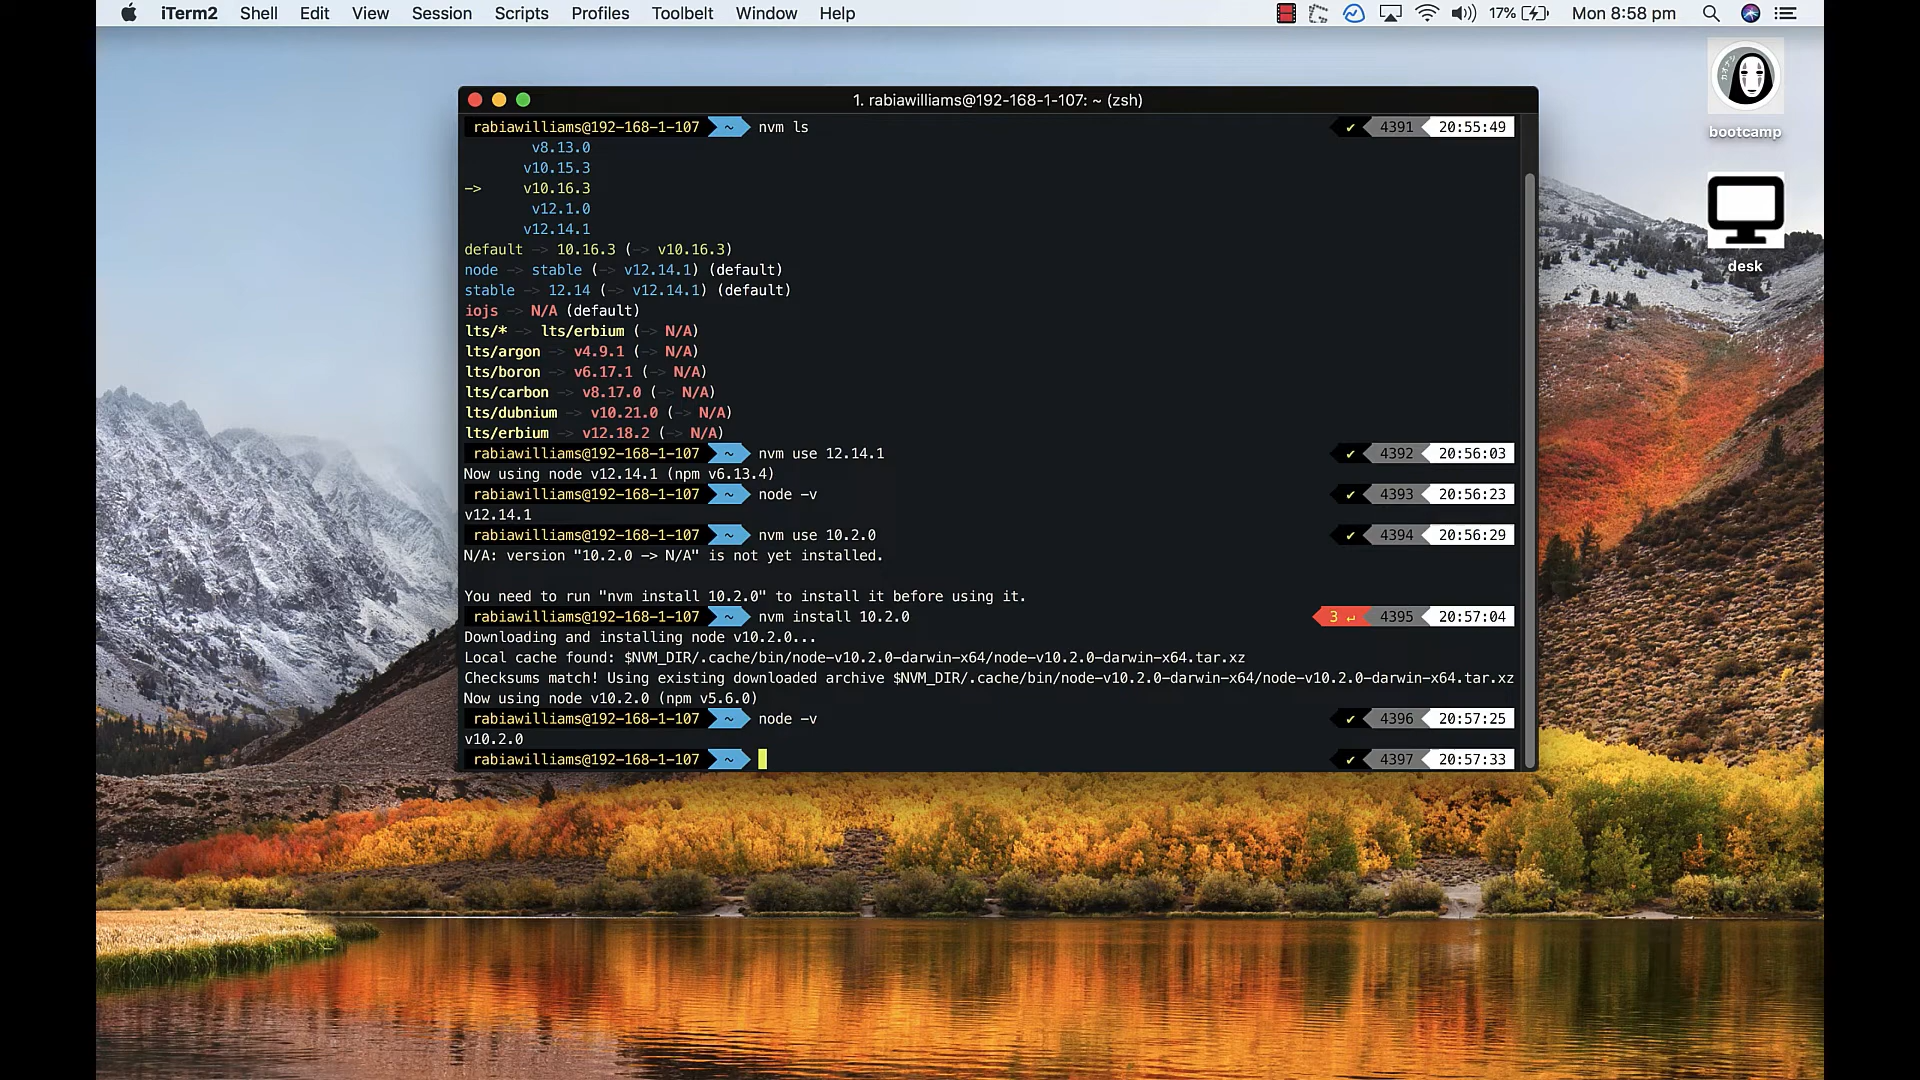 iTerm2 Shell Edit View Session Scripts Profiles Toolbelt Window Help 17% Mon 8:58 pm
1. rabiawilliams@192-168-1-107: ~ (zsh)
rabiawilliams@192-168-1-107 ~ nvm ls ✔ 4391 20:55:49
v8.13.0
v10.15.3
-> v10.16.3
v12.1.0
v12.14.1
default -> 10.16.3 (-> v10.16.3)
node -> stable (-> v12.14.1) (default)
stable -> 12.14 (-> v12.14.1) (default)
iojs -> N/A (default)
lts/* -> lts/erbium (-> N/A)
lts/argon -> v4.9.1 (-> N/A)
lts/boron -> v6.17.1 (-> N/A)
lts/carbon -> v8.17.0 (-> N/A)
lts/dubnium -> v10.21.0 (-> N/A)
lts/erbium -> v12.18.2 (-> N/A)
rabiawilliams@192-168-1-107 ~ nvm use 12.14.1 ✔ 4392 20:56:03
Now using node v12.14.1 (npm v6.13.4)
rabiawilliams@192-168-1-107 ~ node -v ✔ 4393 20:56:23
v12.14.1
rabiawilliams@192-168-1-107 ~ nvm use 10.2.0 ✔ 4394 20:56:29
N/A: version "10.2.0 -> N/A" is not yet installed.
You need to run "nvm install 10.2.0" to install it before using it.
rabiawilliams@192-168-1-107 ~ nvm install 10.2.0 3 ↵ 4395 20:57:04
Downloading and installing node v10.2.0...
Local cache found: $NVM_DIR/.cache/bin/node-v10.2.0-darwin-x64/node-v10.2.0-darwin-x64.tar.xz
Checksums match! Using existing downloaded archive $NVM_DIR/.cache/bin/node-v10.2.0-darwin-x64/node-v10.2.0-darwin-x64.tar.xz
Now using node v10.2.0 (npm v5.6.0)
rabiawilliams@192-168-1-107 ~ node -v ✔ 4396 20:57:25
v10.2.0
rabiawilliams@192-168-1-107 ~ ✔ 4397 20:57:33
bootcamp
desk